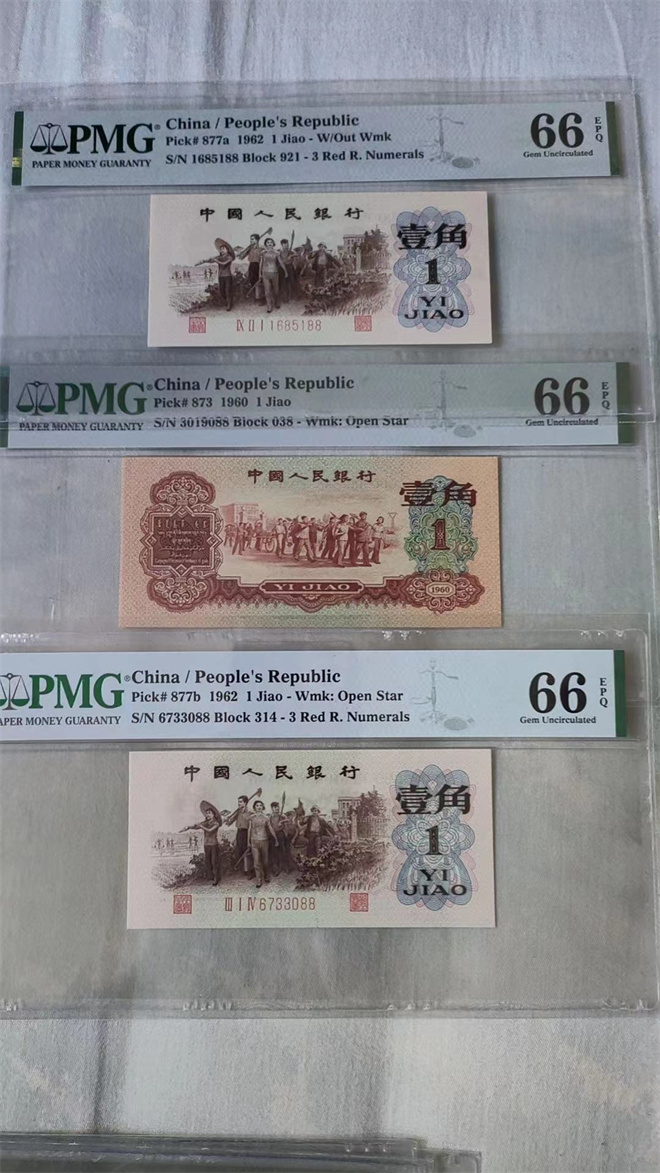 PMG
PAPER MONEY GUARANTY
China / People's Republic
Pick# 877a 1962 1 Jiao - W/Out Wmk
S/N 1685188 Block 921 - 3 Red R. Numerals
66
EPQ
Gem Uncirculated
中國人民銀行
壹角
1
YI
JIAO
IX II I 1685188
PMG
PAPER MONEY GUARANTY
China / People's Republic
Pick# 873 1960 1 Jiao
S/N 3019088 Block 038 - Wmk: Open Star
66
EPQ
Gem Uncirculated
中國人民銀行
壹角
1
YI JIAO
1960
PMG
APER MONEY GUARANTY
China / People's Republic
Pick# 877b 1962 1 Jiao - Wmk: Open Star
S/N 6733088 Block 314 - 3 Red R. Numerals
66
EPQ
Gem Uncirculated
中國人民銀行
壹角
1
YI
JIAO
III I IV 6733088